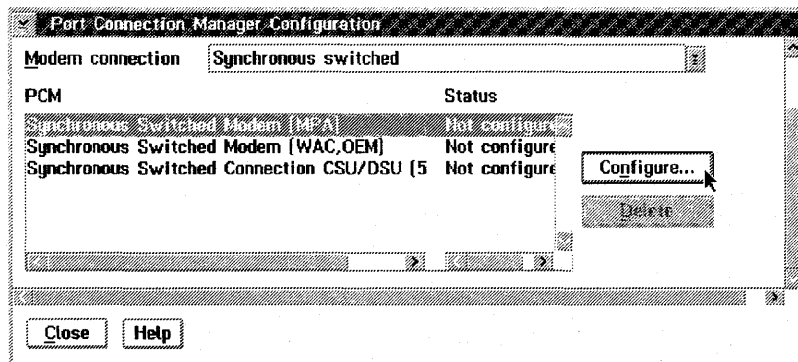 Port Connection Manager Configuration
Modem connection Synchronous switched
PCM Status
Synchronous Switched Modem (MPA) Not configure
Synchronous Switched Modem (WAC,OEM) Not configure
Synchronous Switched Connection CSU/DSU (5 Not configure
Configure...
Delete
Close Help